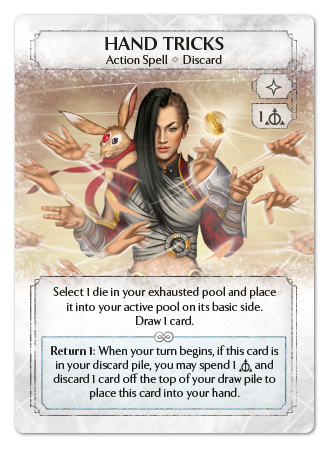 HAND TRICKS
Action Spell ◇ Discard
1
Select 1 die in your exhausted pool and place
it into your active pool on its basic side.
Draw 1 card.
Return 1: When your turn begins, if this card is
in your discard pile, you may spend 1 and
discard 1 card off the top of your draw pile to
place this card into your hand.